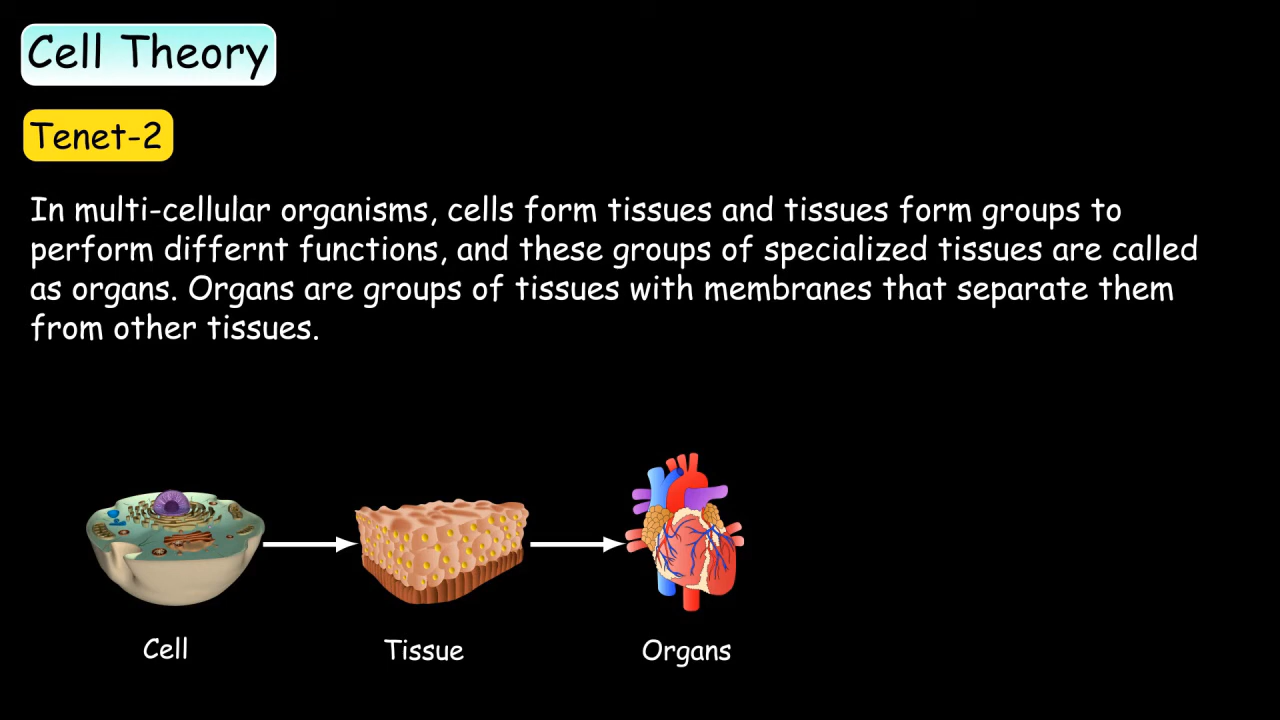 Cell Theory
Tenet-2
In multi-cellular organisms, cells form tissues and tissues form groups to
perform differnt functions, and these groups of specialized tissues are called
as organs. Organs are groups of tissues with membranes that separate them
from other tissues.
Cell
Tissue
Organs